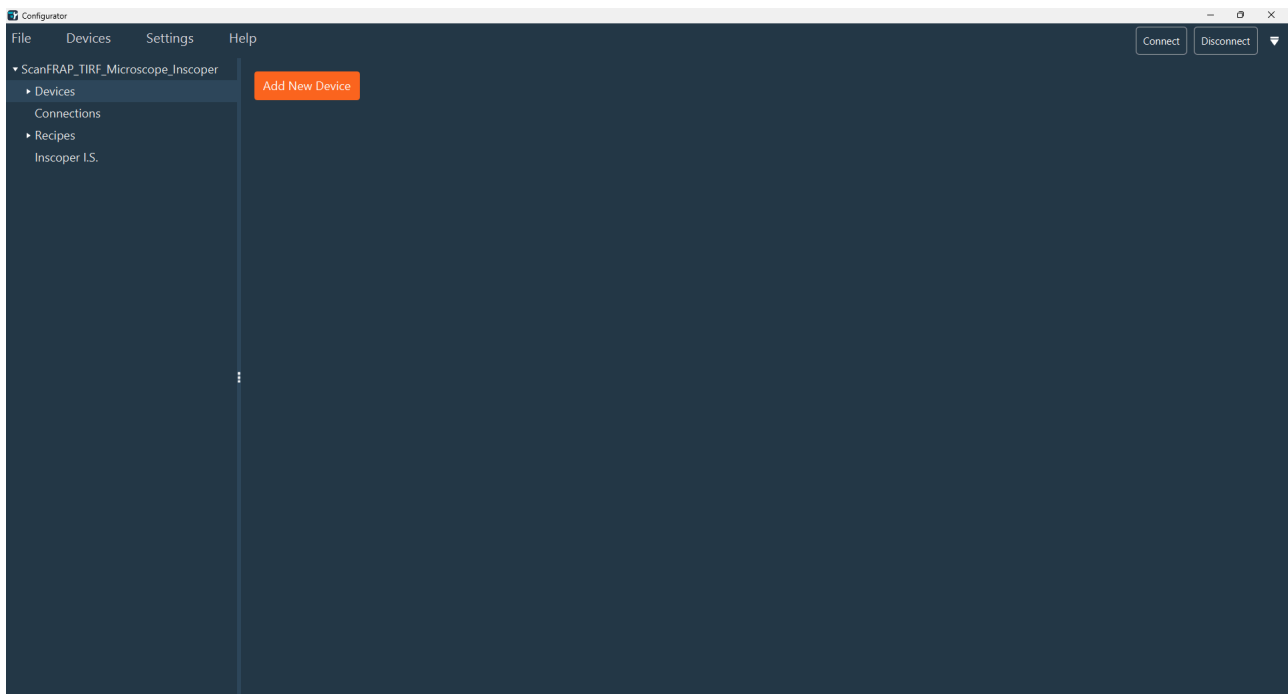 Configurator
File Devices Settings Help
Connect Disconnect
ScanFRAP_TIRF_Microscope_Inscoper
Devices
Connections
Recipes
Inscoper I.S.
Add New Device